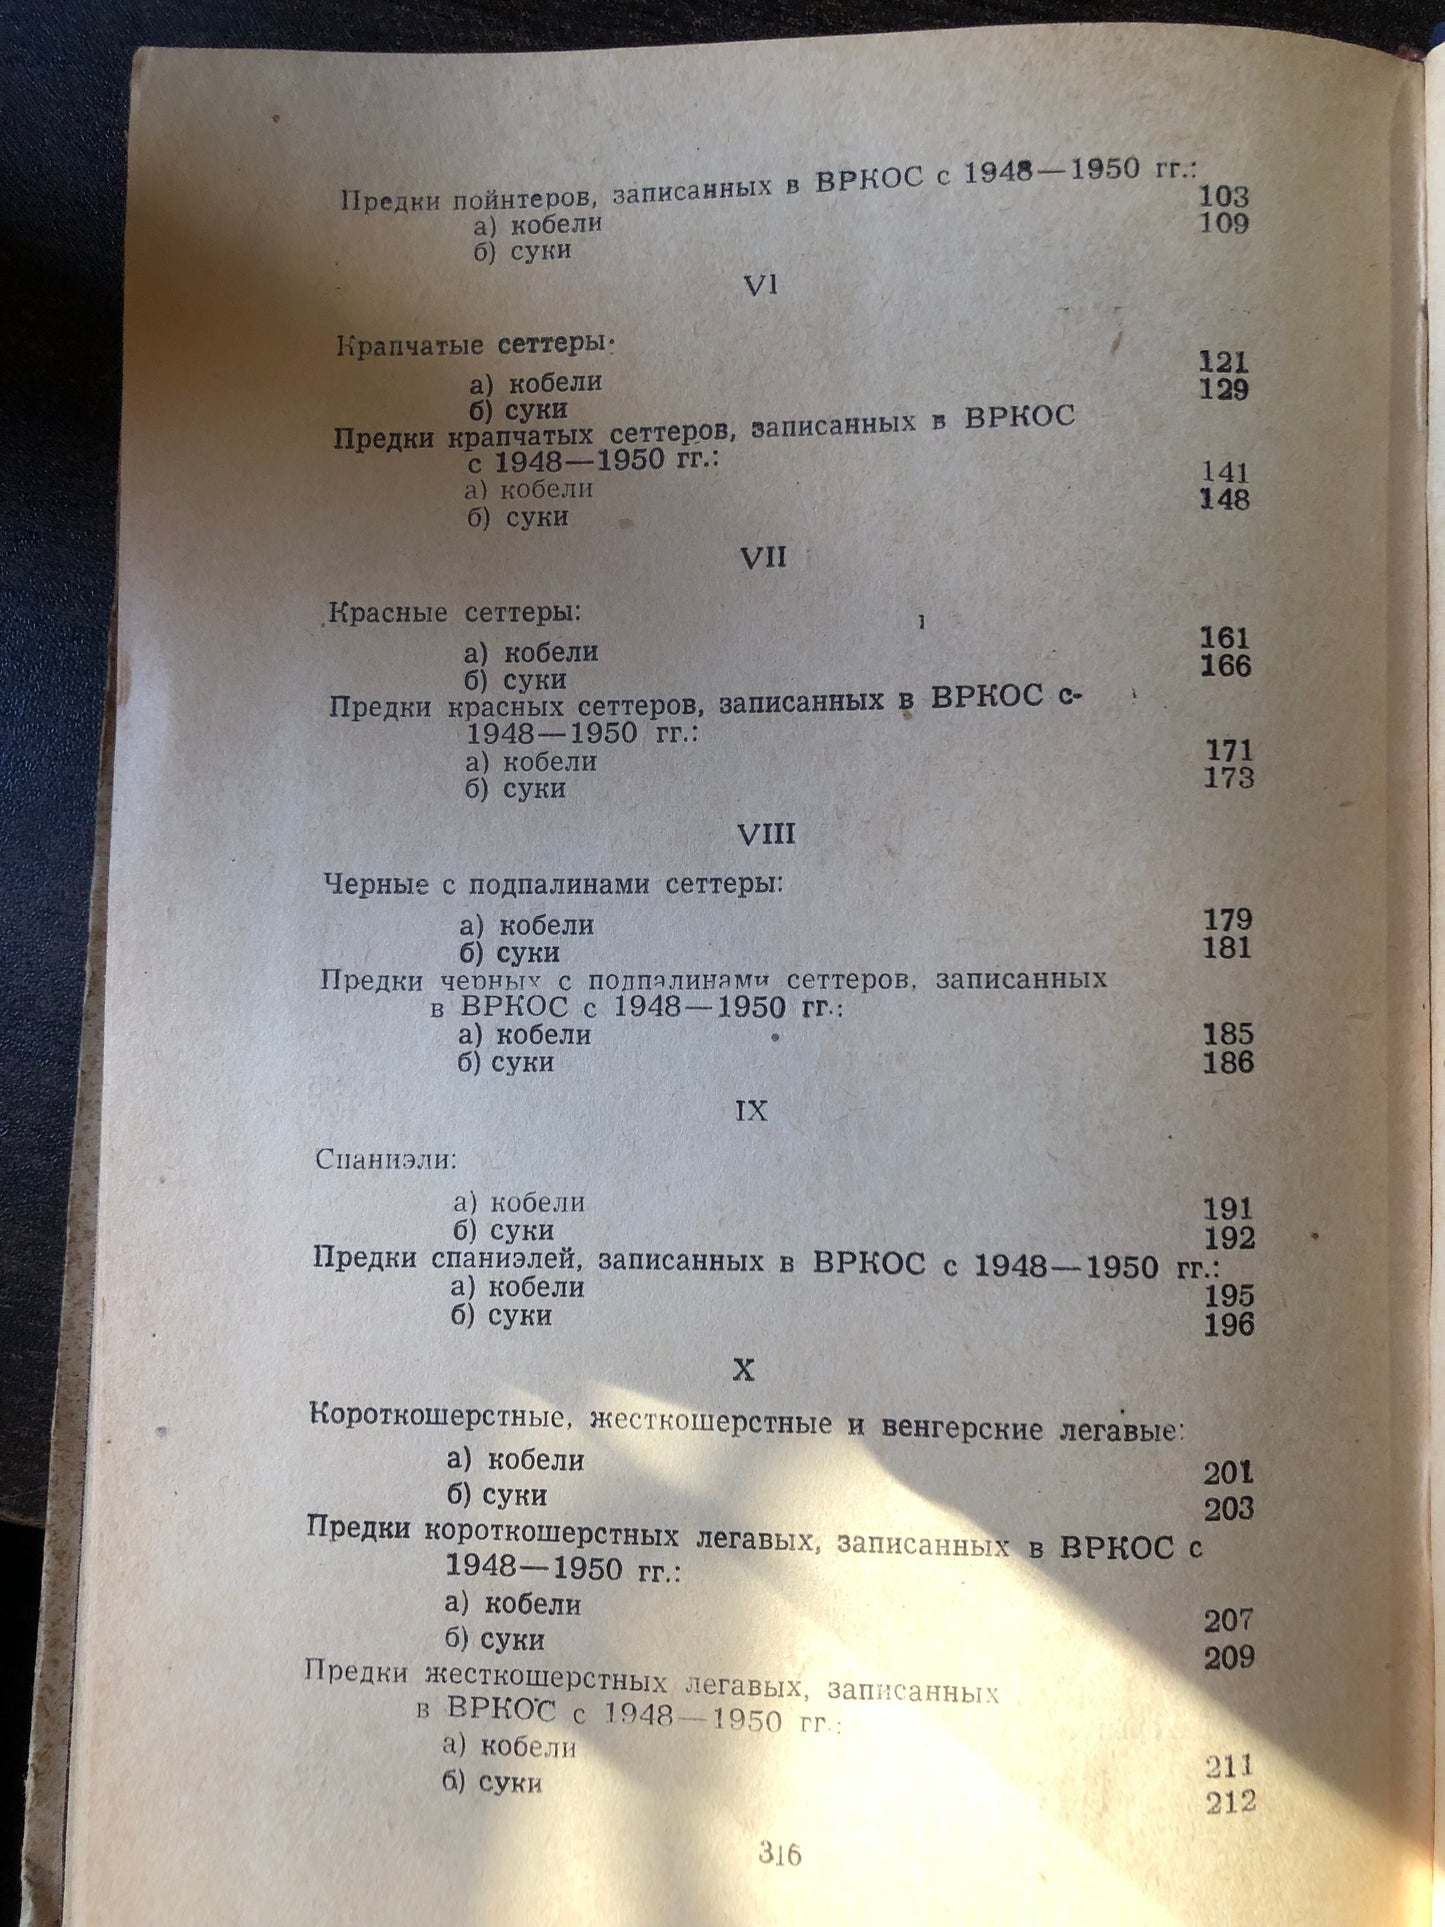 Предки пойнтеров, записанных в ВРКОС с 1948—1950 гг.:
а) кобели 103
б) суки 109
VI
Крапчатые сеттеры:
а) кобели 121
б) суки 129
Предки крапчатых сеттеров, записанных в ВРКОС
с 1948—1950 гг.:
а) кобели 141
б) суки 148
VII
Красные сеттеры:
а) кобели 161
б) суки 166
Предки красных сеттеров, записанных в ВРКОС с-
1948—1950 гг.:
а) кобели 171
б) суки 173
VIII
Черные с подпалинами сеттеры:
а) кобели 179
б) суки 181
Предки черных с подпалинами сеттеров, записанных
в ВРКОС с 1948—1950 гг.:
а) кобели 185
б) суки 186
IX
Спаниэли:
а) кобели 191
б) суки 192
Предки спаниэлей, записанных в ВРКОС с 1948—1950 гг.:
а) кобели 195
б) суки 196
X
Короткошерстные, жесткошерстные и венгерские легавые:
а) кобели 201
б) суки 203
Предки короткошерстных легавых, записанных в ВРКОС с
1948—1950 гг.:
а) кобели 207
б) суки 209
Предки жесткошерстных легавых, записанных
в ВРКОС с 1948—1950 гг.:
а) кобели 211
б) суки 212
316